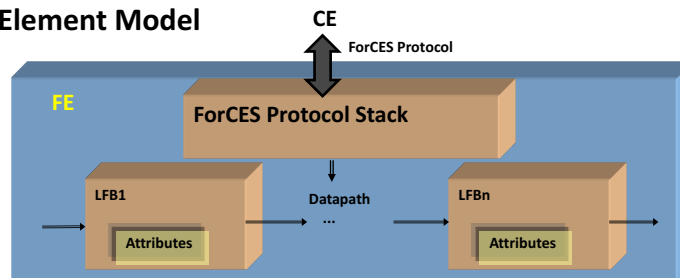 Element Model
CE
ForCES Protocol
FE
ForCES Protocol Stack
LFB1
Datapath
...
LFBn
Attributes
Attributes